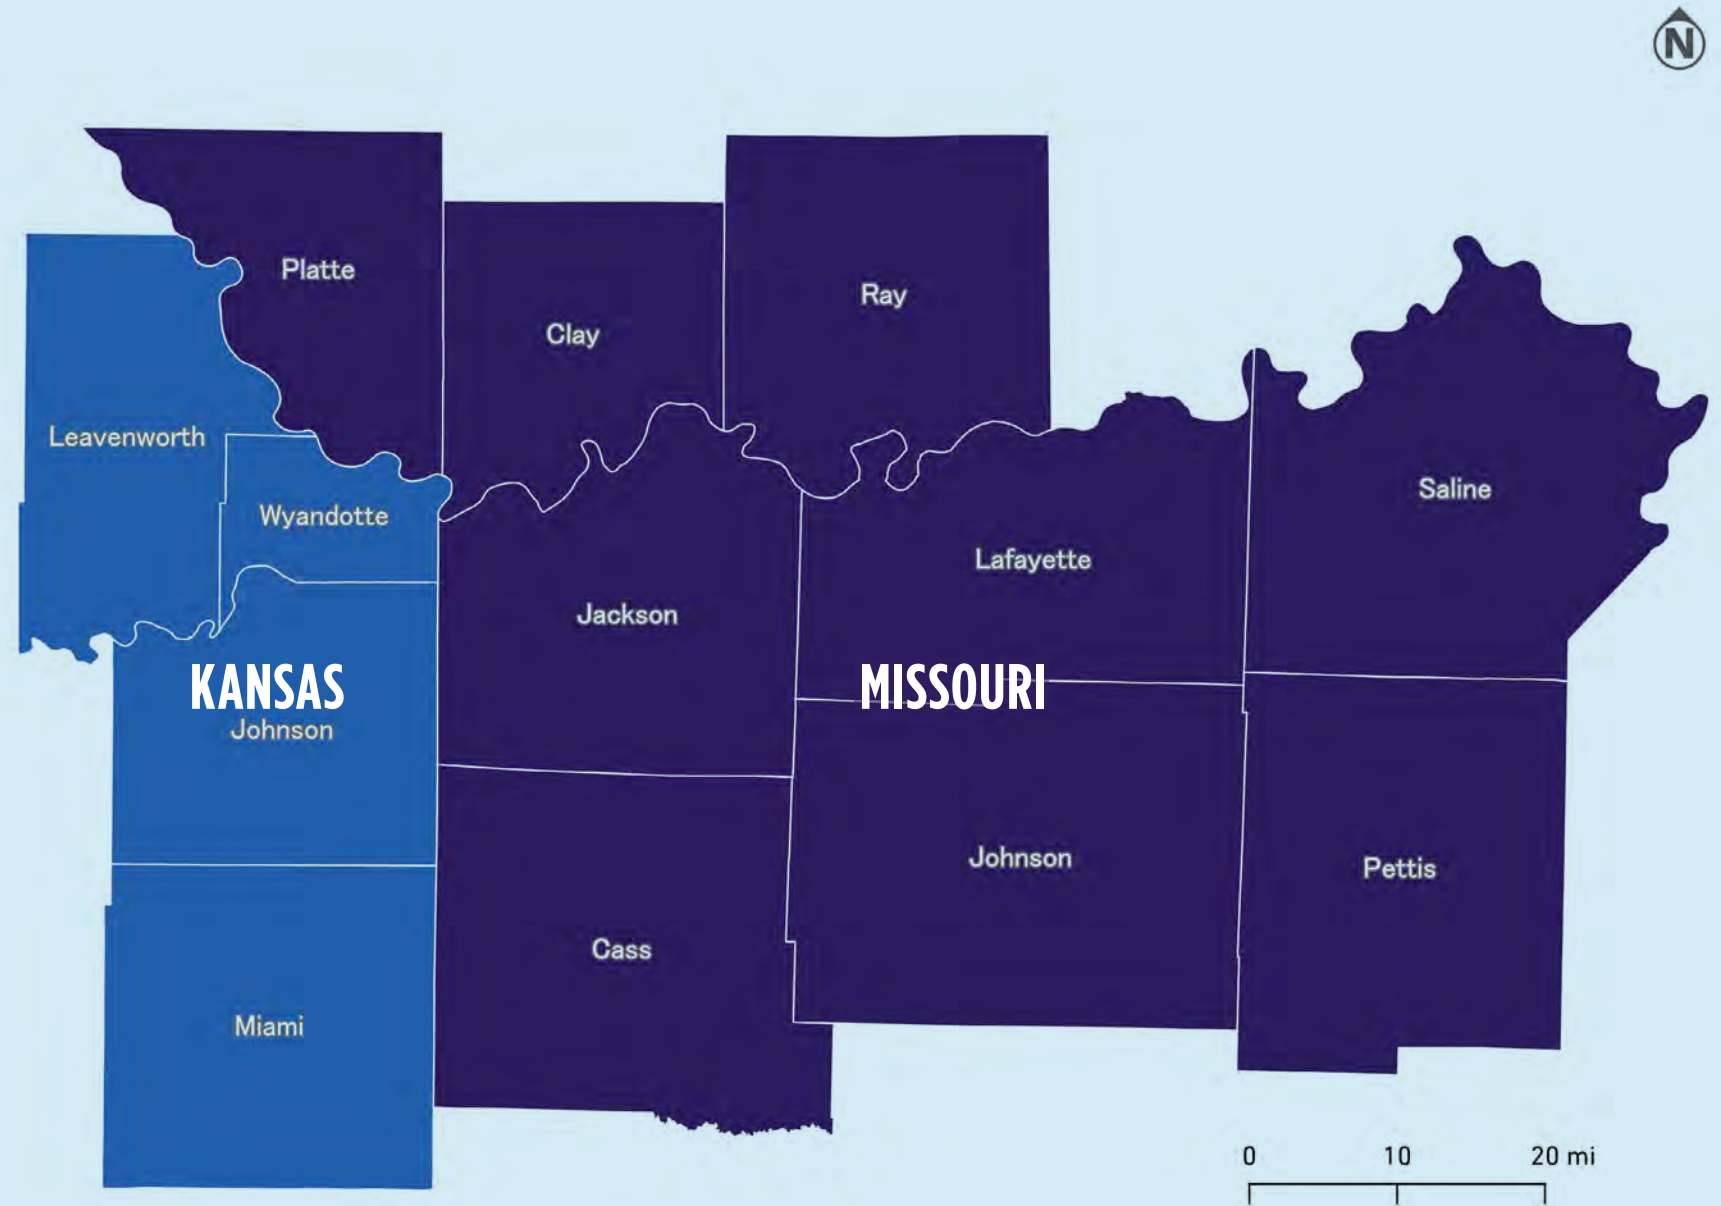 N
Platte
Ray
Clay
Leavenworth
Saline
Wyandotte
Lafayette
Jackson
KANSAS
MISSOURI
Johnson
Johnson
Pettis
Cass
Miami
0 10 20 mi